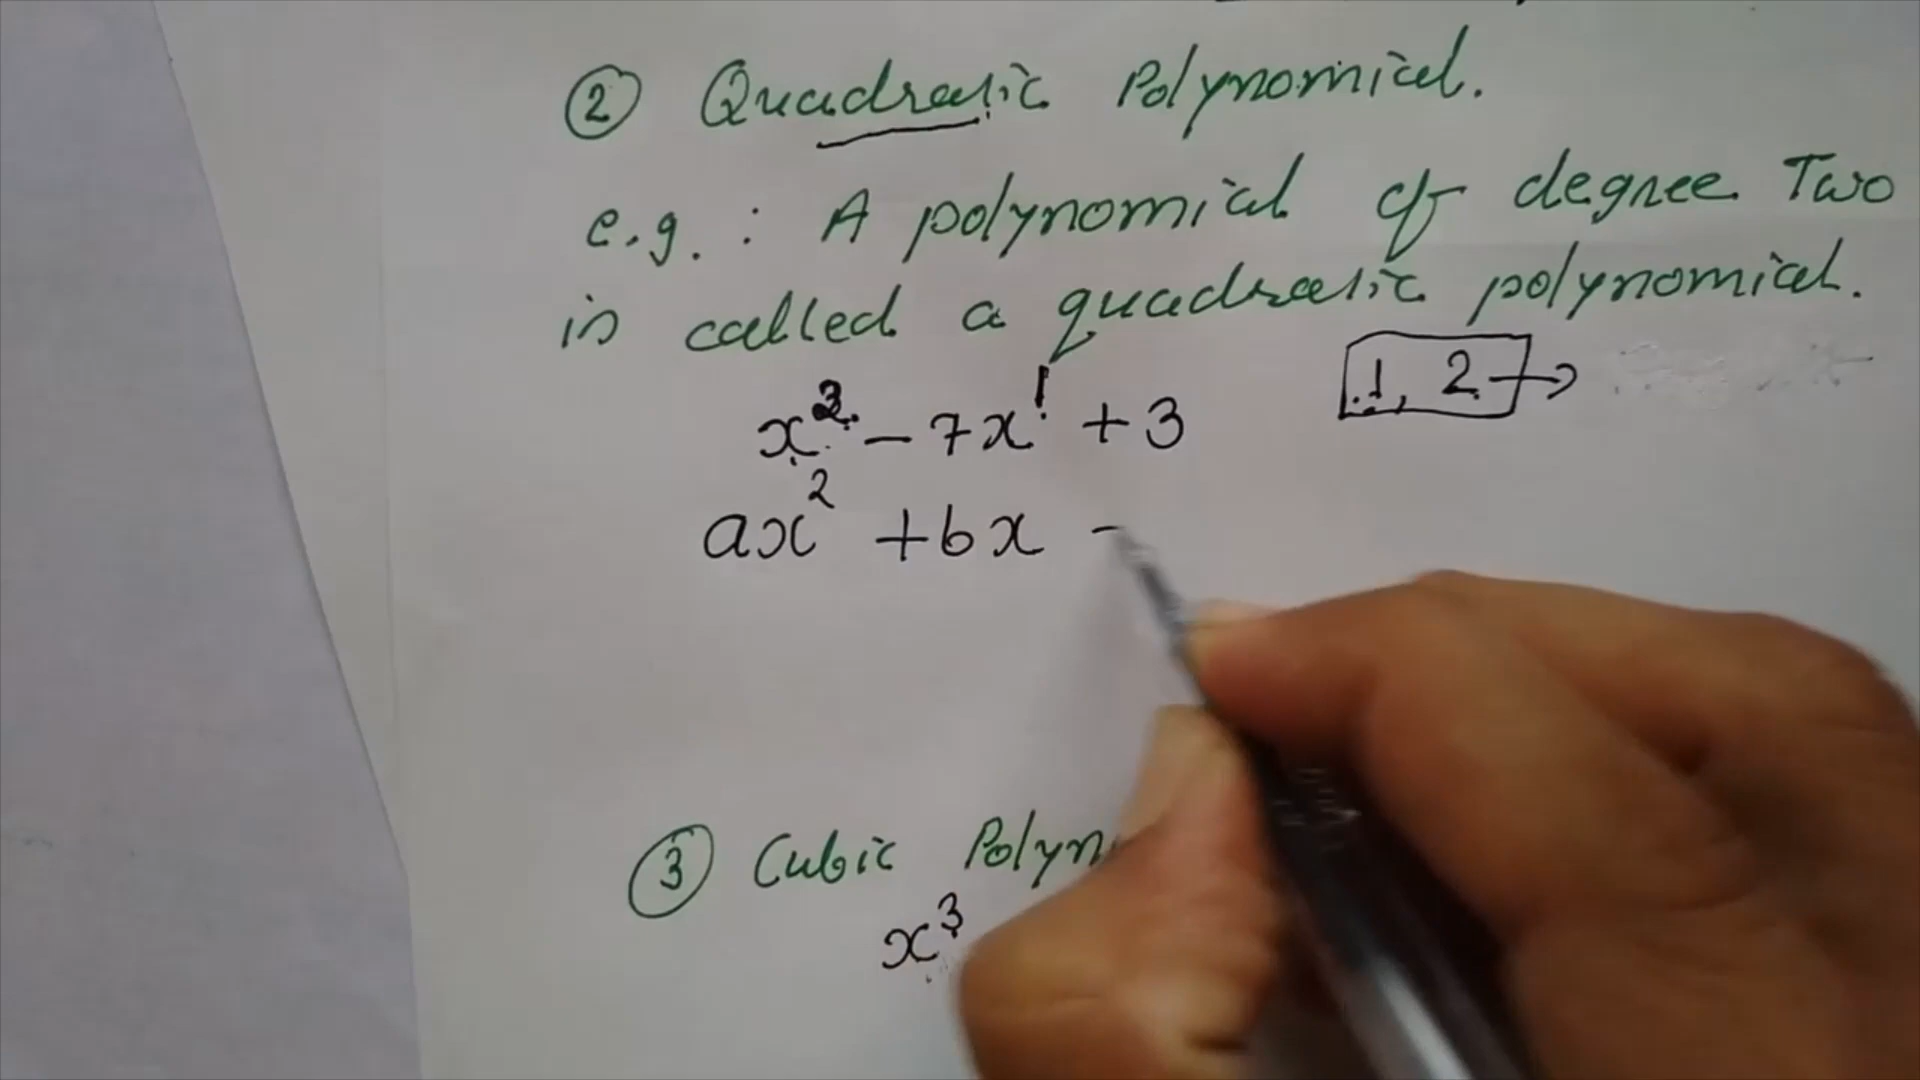 ② Quadratic Polynomial.
e.g. : A polynomial of degree Two
is called a quadratic polynomial.
1, 2 →
x² - 7x¹ + 3
ax² + bx -
③ Cubic
x³